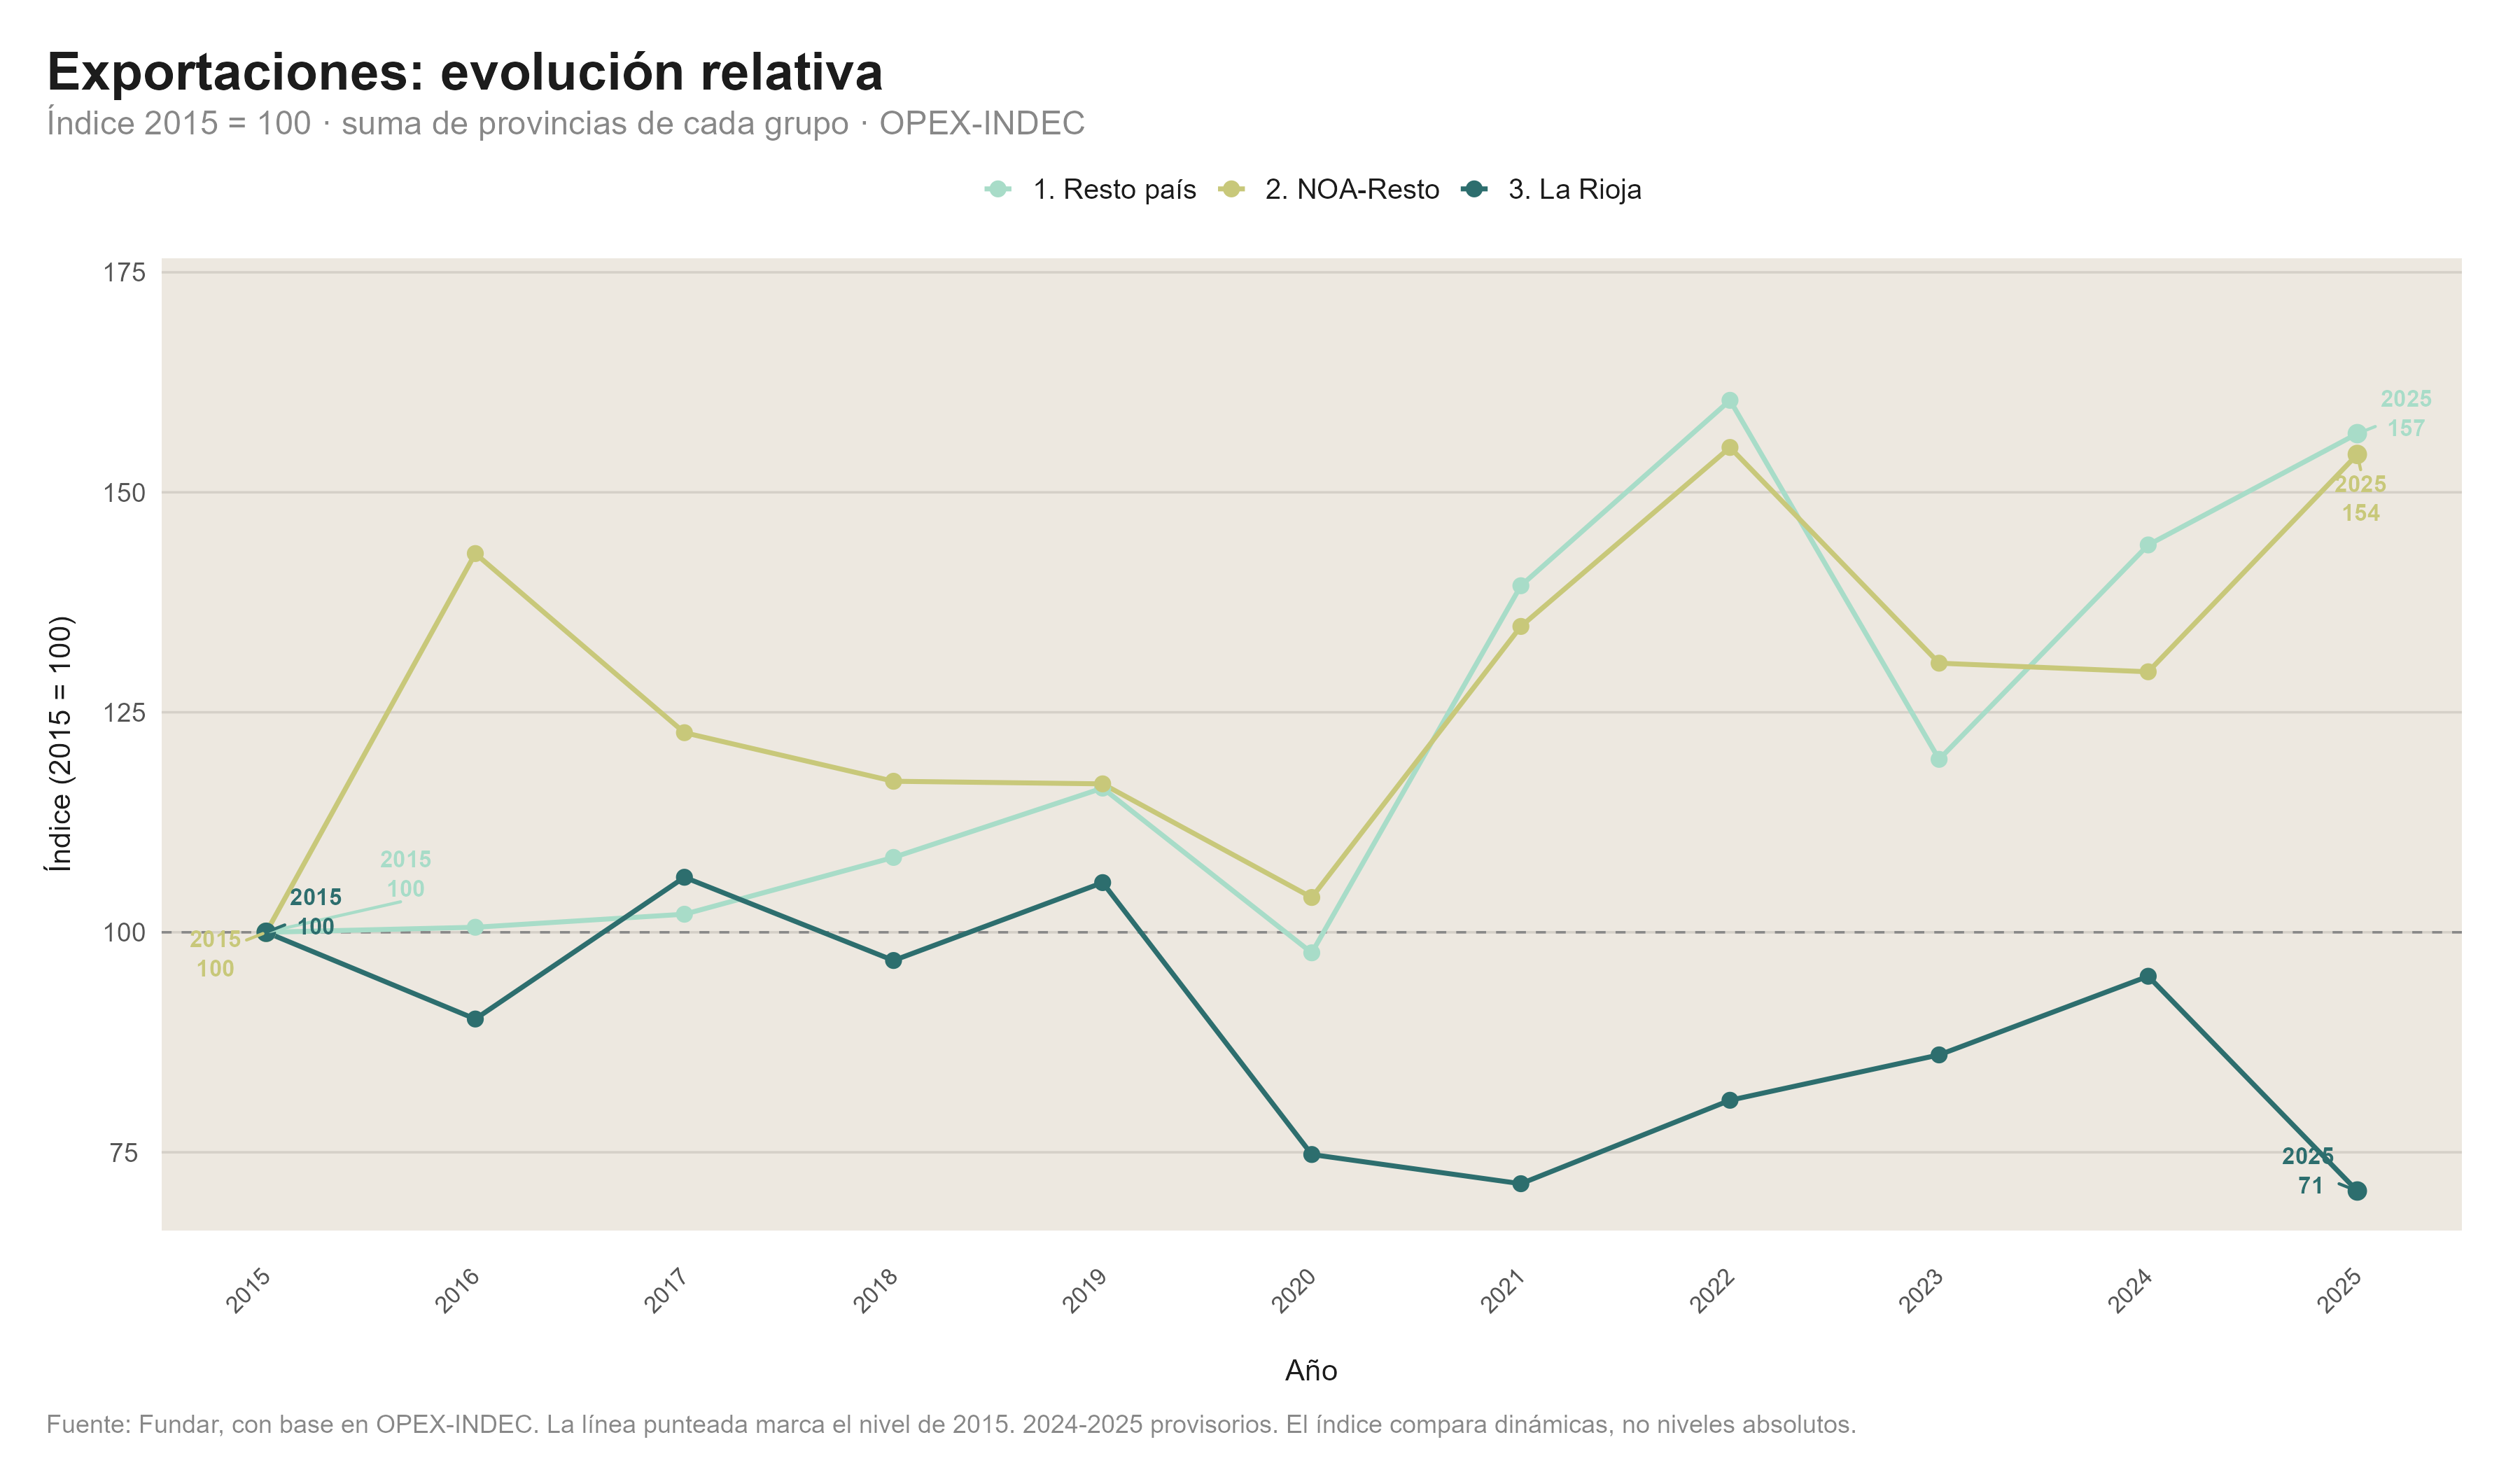 Exportaciones: evolución relativa
Índice 2015 = 100 · suma de provincias de cada grupo · OPEX-INDEC
1. Resto país 2. NOA-Resto 3. La Rioja
Índice (2015 = 100)
175
150
125
100
75
2015
100
2015
100
2015
100
2025
157
2025
154
2025
71
2015 2016 2017 2018 2019 2020 2021 2022 2023 2024 2025
Año
Fuente: Fundar, con base en OPEX-INDEC. La línea punteada marca el nivel de 2015. 2024-2025 provisorios. El índice compara dinámicas, no niveles absolutos.